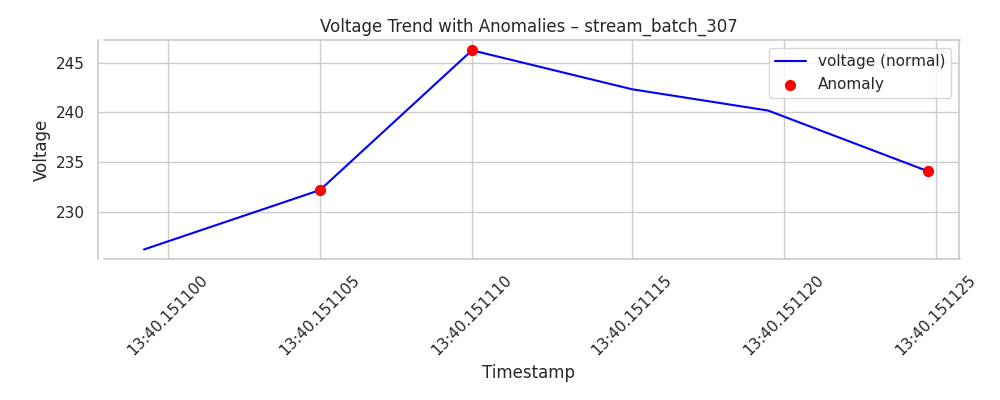 Voltage Trend with Anomalies – stream_batch_307
voltage (normal)
Anomaly
Voltage
245
240
235
230
13:40.151100
13:40.151105
13:40.151110
13:40.151115
13:40.151120
13:40.151125
Timestamp